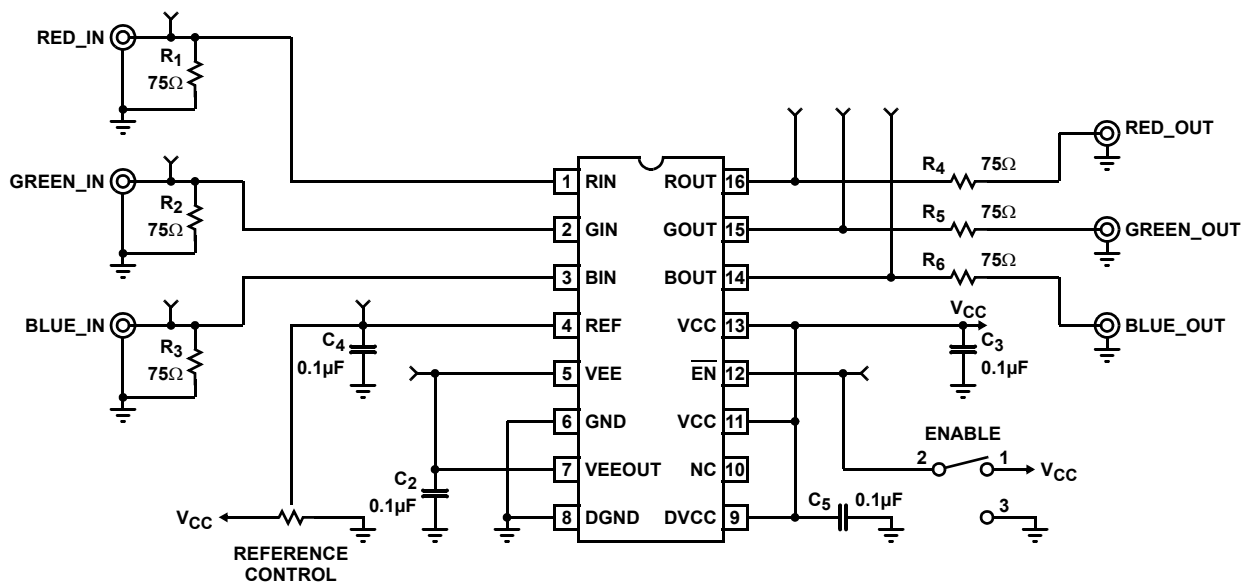 RED_IN
R1
75Ω
GREEN_IN
R2
75Ω
BLUE_IN
R3
75Ω
C4
0.1µF
C2
0.1µF
VCC
REFERENCE
CONTROL
1 RIN
2 GIN
3 BIN
4 REF
5 VEE
6 GND
7 VEEOUT
8 DGND
ROUT 16
GOUT 15
BOUT 14
VCC 13
EN 12
VCC 11
NC 10
DVCC 9
R4 75Ω
RED_OUT
R5 75Ω
GREEN_OUT
R6 75Ω
BLUE_OUT
VCC
C3
0.1µF
ENABLE
2 1
VCC
3
C5 0.1µF